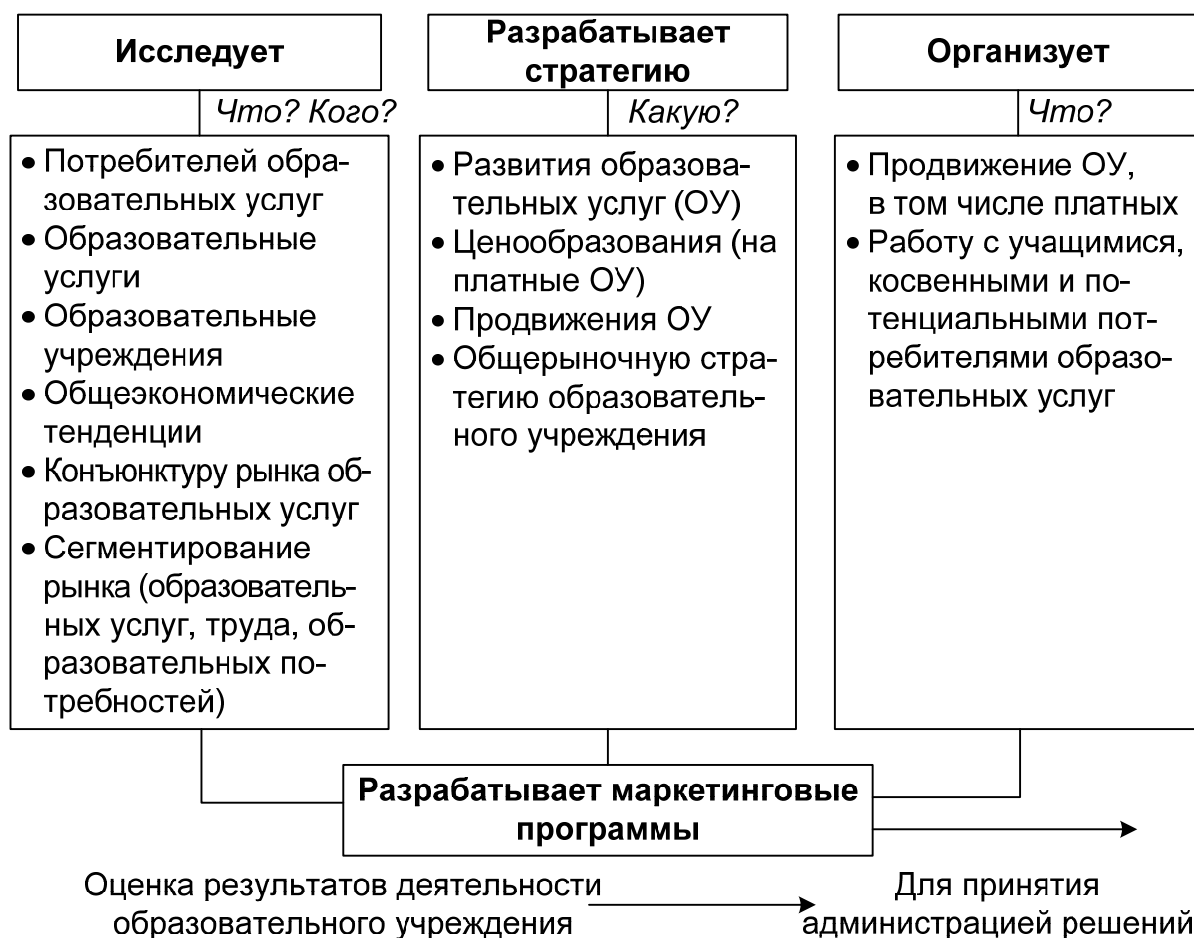 Исследует
Что? Кого?
• Потребителей обра-
зовательных услуг
• Образовательные
услуги
• Образовательные
учреждения
• Общеэкономические
тенденции
• Конъюнктуру рынка об-
разовательных услуг
• Сегментирование
рынка (образователь-
ных услуг, труда, об-
разовательных по-
требностей)
Разрабатывает
стратегию
Какую?
• Развития образова-
тельных услуг (ОУ)
• Ценообразования (на
платные ОУ)
• Продвижения ОУ
• Общерыночную стра-
тегию образователь-
ного учреждения
Организует
Что?
• Продвижение ОУ,
в том числе платных
• Работу с учащимися,
косвенными и по-
тенциальными пот-
ребителями образо-
вательных услуг
Разрабатывает маркетинговые
программы
Оценка результатов деятельности
образовательного учреждения
Для принятия
администрацией решений